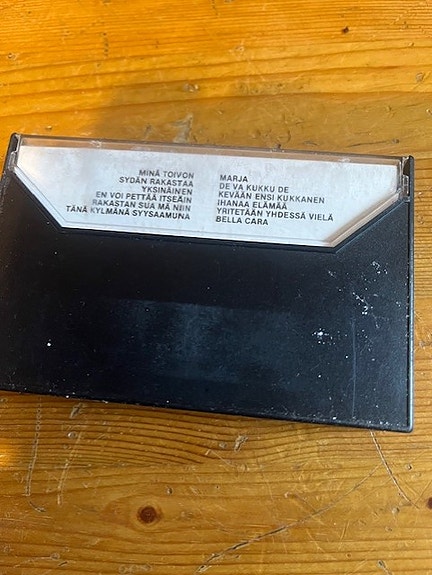 MINÄ TOIVON
SYDÄN RAKASTAA
YKSINÄINEN
EN VOI PETTÄÄ ITSEÄIN
RAKASTAN SUA MÄ NIIN
TÄNÄ KYLMÄNÄ SYYSAAMUNA
MARJA
DE VA KUKKU DE
KEVÄÄN ENSI KUKKANEN
IHANAA ELÄMÄÄ
YRITETÄÄN YHDESSÄ VIELÄ
BELLA CARA